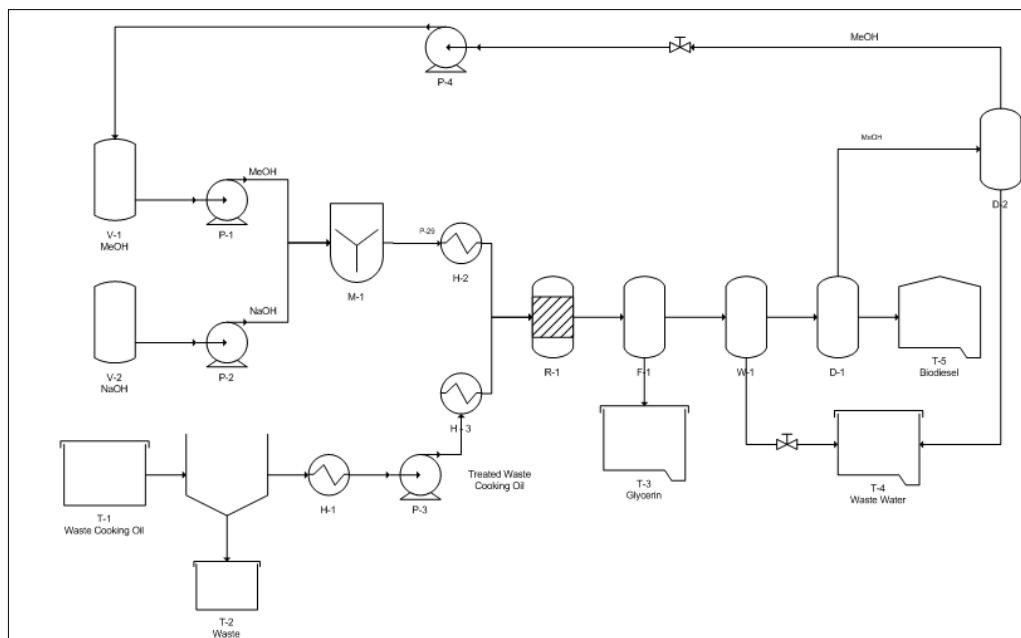 MeOH
P-4
MeOH
D-2
MeOH
V-1
MeOH
P-1
P-29
M-1
H-2
NaOH
V-2
NaOH
P-2
R-1
F-1
W-1
D-1
T-5
Biodiesel
H - 3
T-1
Waste Cooking Oil
H-1
P-3
Treated Waste
Cooking Oil
T-3
Glycerin
T-4
Waste Water
T-2
Waste